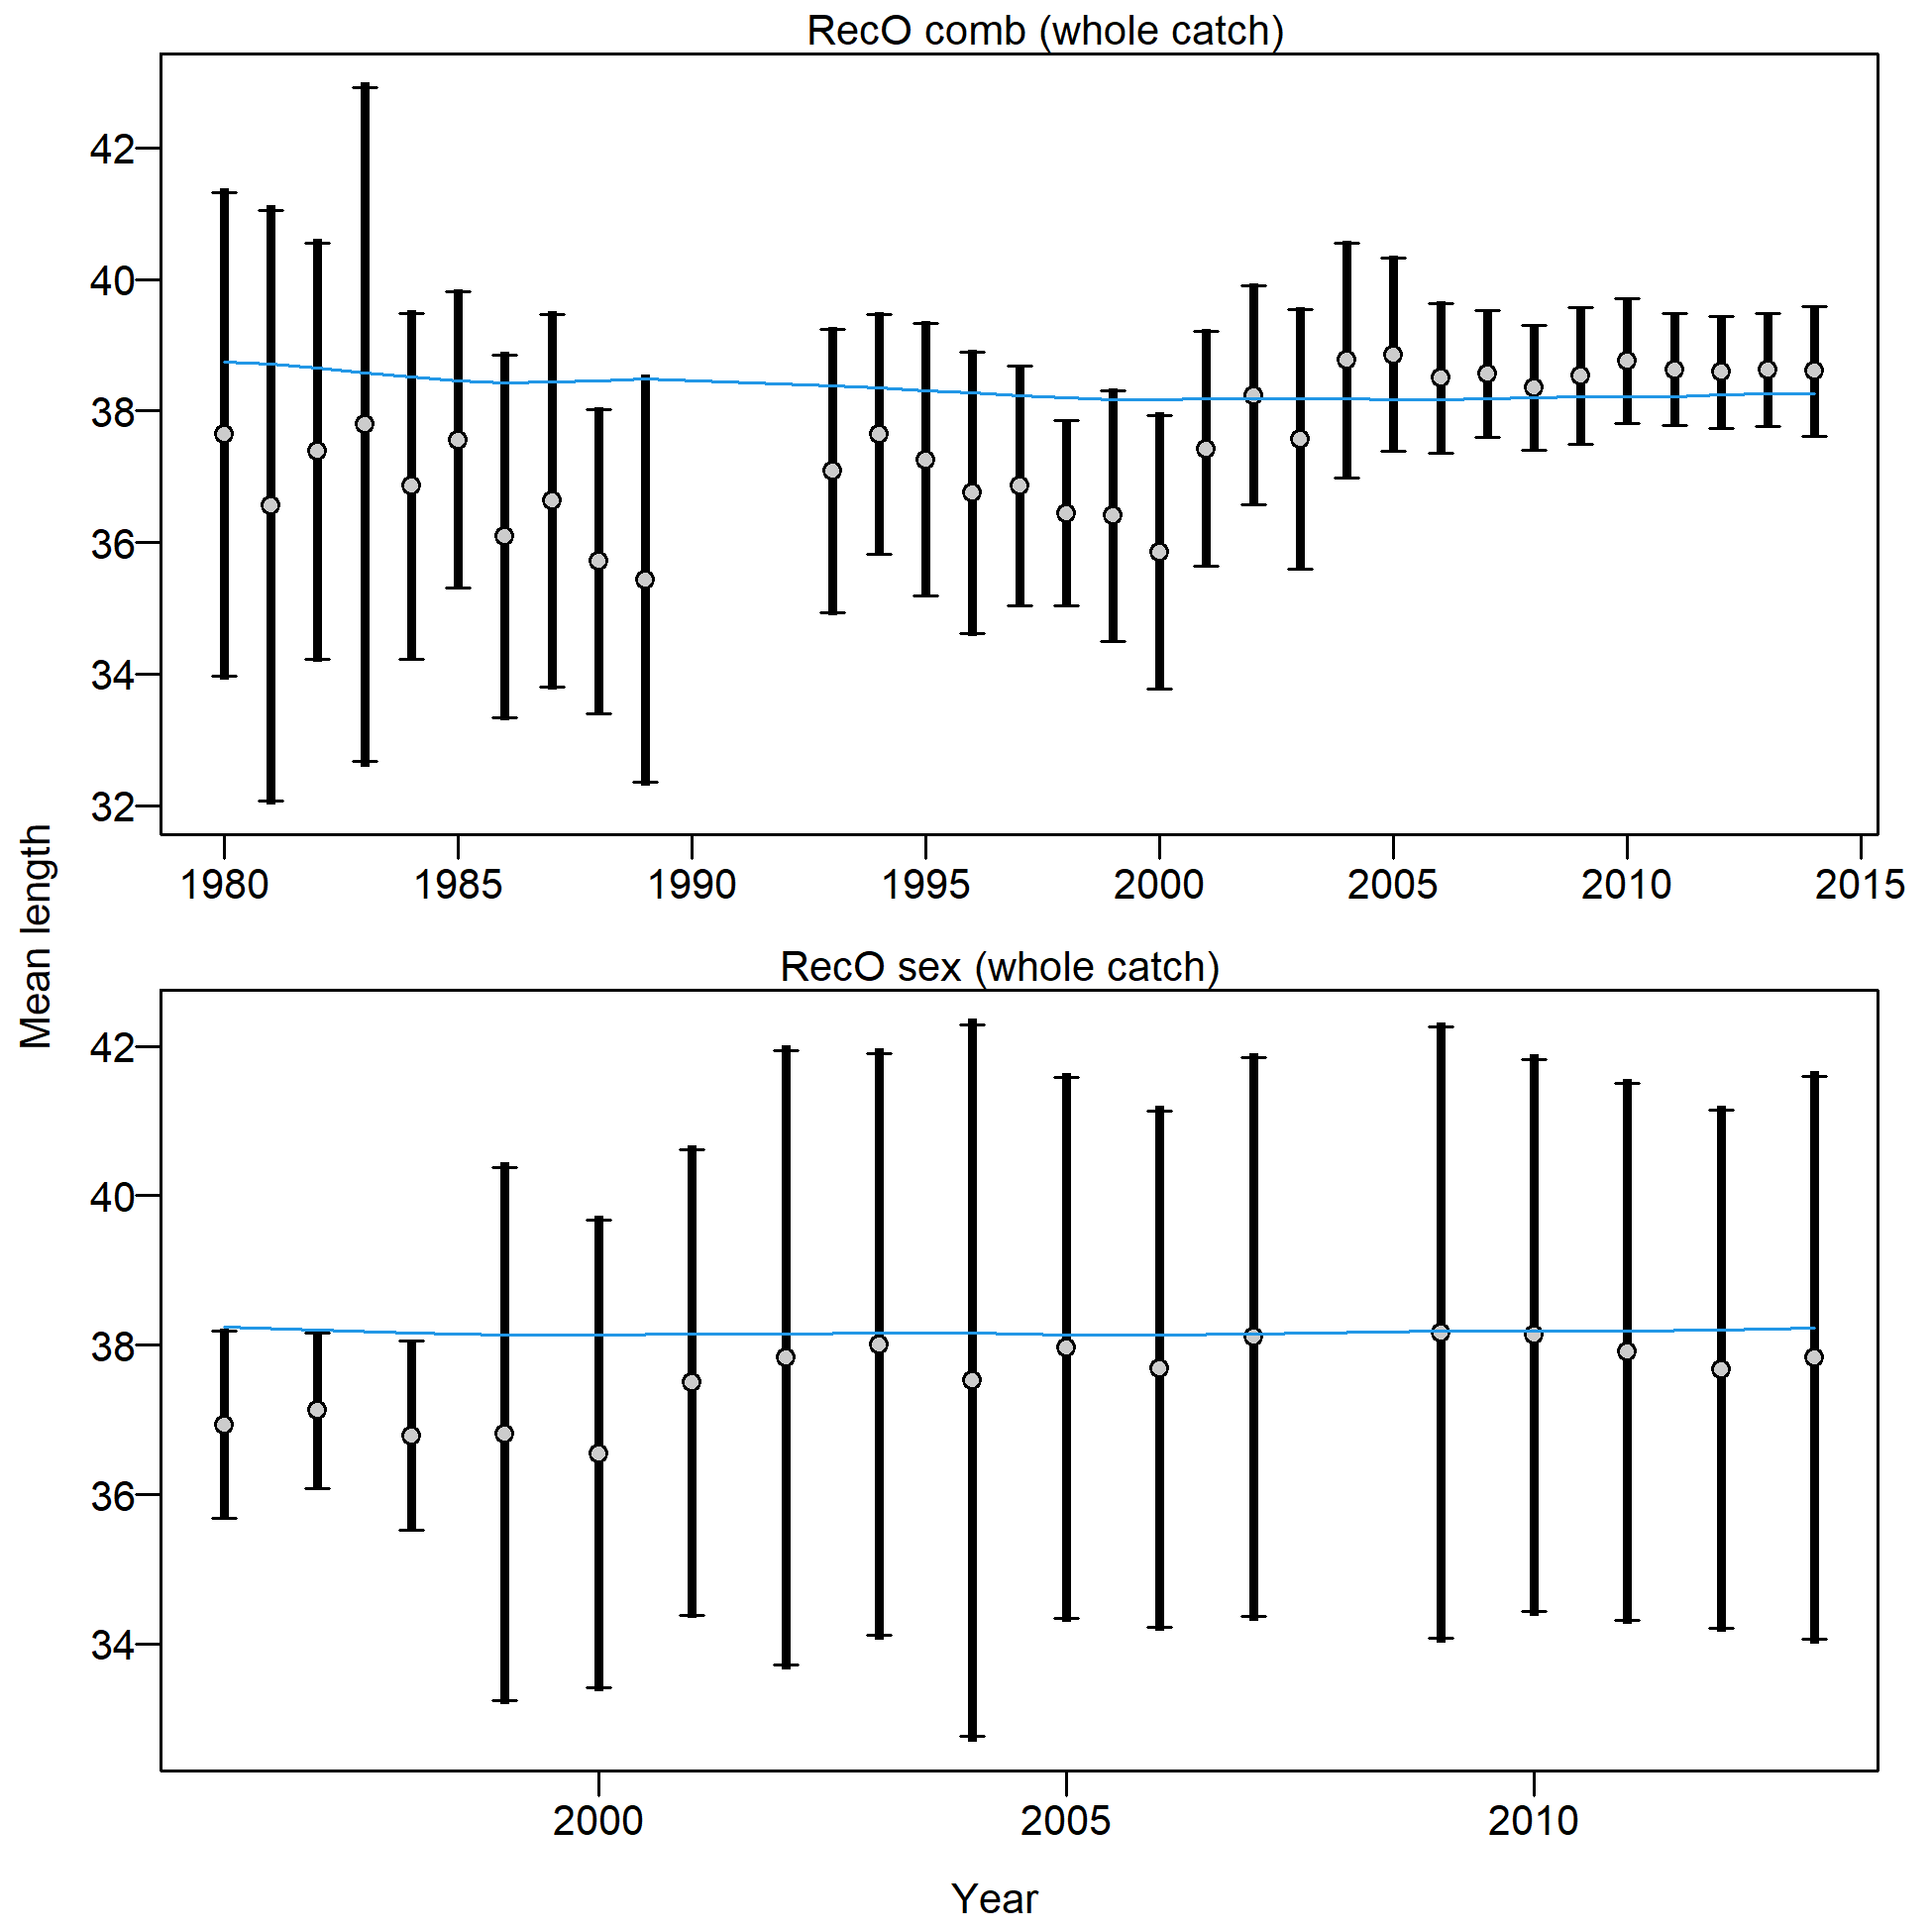 RecO comb (whole catch)
42
40
38
36
34
32
1980 1985 1990 1995 2000 2005 2010 2015
Mean length
RecO sex (whole catch)
42
40
38
36
34
2000 2005 2010
Year